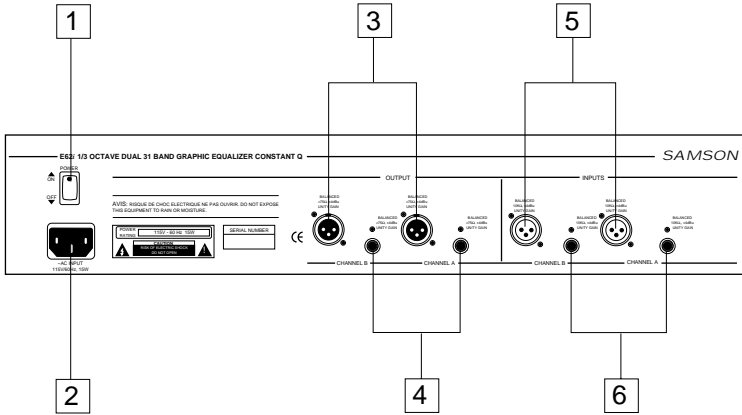 1
3
5
E62i 1/3 OCTAVE DUAL 31 BAND GRAPHIC EQUALIZER CONSTANT Q
SAMSON
POWER
ON
OFF
OUTPUT
INPUTS
AVIS: RISQUE DE CHOC ELECTRIQUE NE PAS OUVRIR. DO NOT EXPOSE
THIS EQUIPMENT TO RAIN OR MOISTURE.
BALANCED
UNITY GAIN
BALANCED
UNITY GAIN
BALANCED
UNITY GAIN
BALANCED
UNITY GAIN
BALANCED
UNITY GAIN
BALANCED
UNITY GAIN
BALANCED
UNITY GAIN
BALANCED
UNITY GAIN
POWER
RATING
115V - 60 Hz 15W
SERIAL NUMBER
CAUTION
RISK OF ELECTRIC SHOCK
DO NOT OPEN
CE
~AC INPUT
115V/60Hz, 15W
CHANNEL B
CHANNEL A
CHANNEL B
CHANNEL A
2
4
6